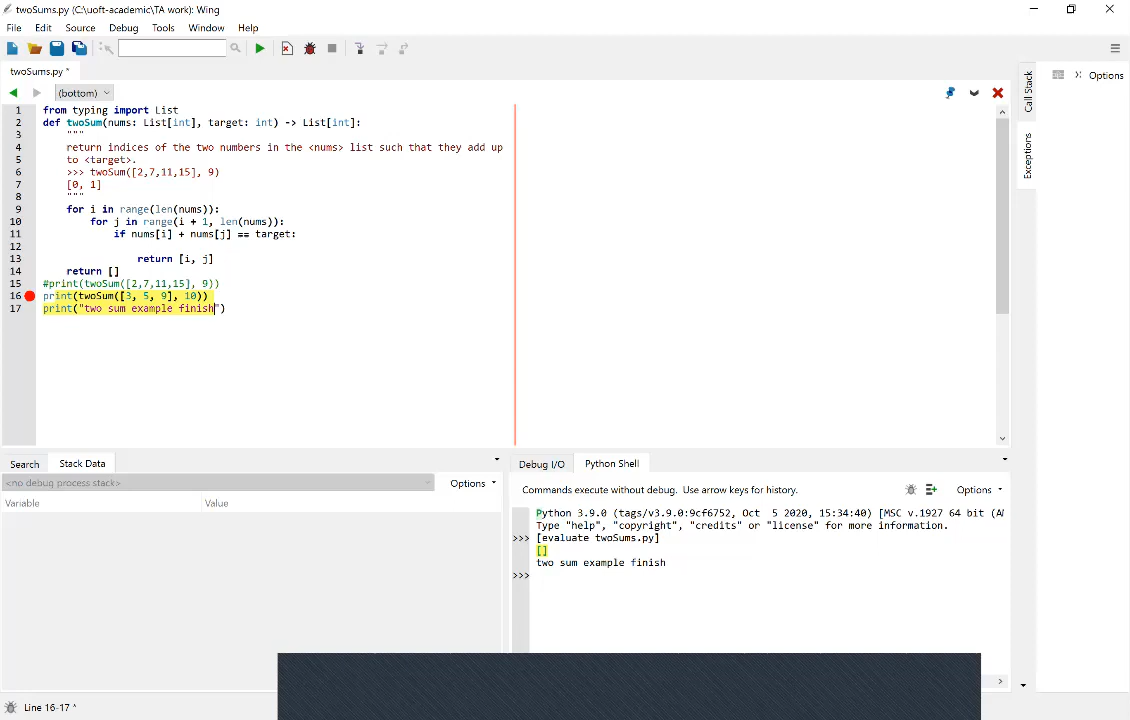 twoSums.py (C:\uoft-academic\TA work): Wing
File Edit Source Debug Tools Window Help
twoSums.py *
(bottom)
1 from typing import List
2 def twoSum(nums: List[int], target: int) -> List[int]:
3 """
4 return indices of the two numbers in the <nums> list such that they add up
5 to <target>.
6 >>> twoSum([2,7,11,15], 9)
7 [0, 1]
8 """
9 for i in range(len(nums)):
10 for j in range(i + 1, len(nums)):
11 if nums[i] + nums[j] == target:
12
13 return [i, j]
14 return []
15 #print(twoSum([2,7,11,15], 9))
16 print(twoSum([3, 5, 9], 10))
17 print("two sum example finish")
Call Stack
Exceptions
Options
Search Stack Data
<no debug process stack>
Options
Variable Value
Debug I/O Python Shell
Commands execute without debug. Use arrow keys for history.
Options
Python 3.9.0 (tags/v3.9.0:9cf6752, Oct 5 2020, 15:34:40) [MSC v.1927 64 bit (A
Type "help", "copyright", "credits" or "license" for more information.
>>> [evaluate twoSums.py]
[]
two sum example finish
>>>
Line 16-17 *